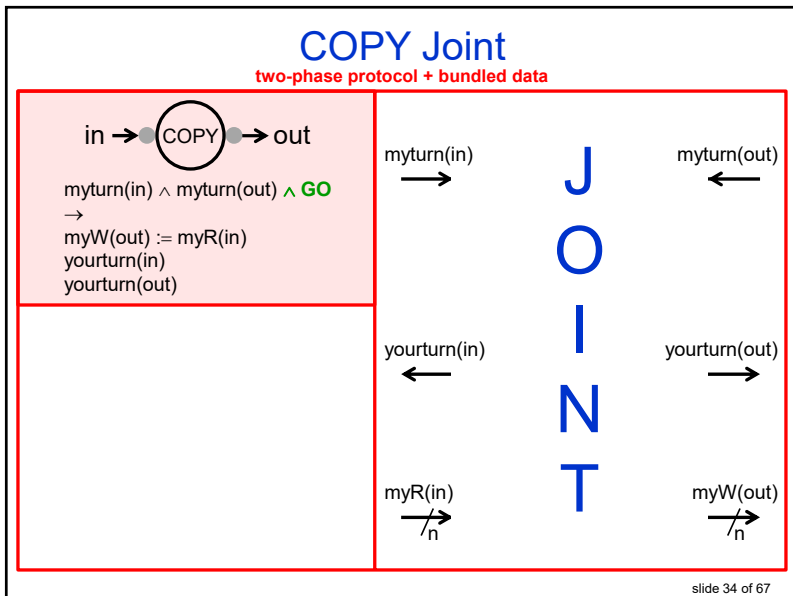 COPY Joint
two-phase protocol + bundled data
in COPY out
myturn(in) ∧ myturn(out) ∧ GO
→
myW(out) := myR(in)
yourturn(in)
yourturn(out)
myturn(in)
myturn(out)
J
O
I
N
T
yourturn(in)
yourturn(out)
myR(in)
n
myW(out)
n
slide 34 of 67